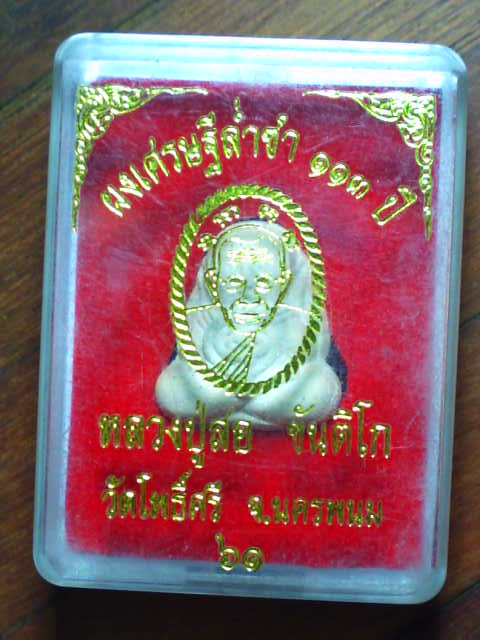 ผงเศรษฐีล่ำซำ ๑๑๓ ปี
หลวงปู่สอ ขันติโก
วัดโพธิ์ศรี จ.นครพนม
๖๑